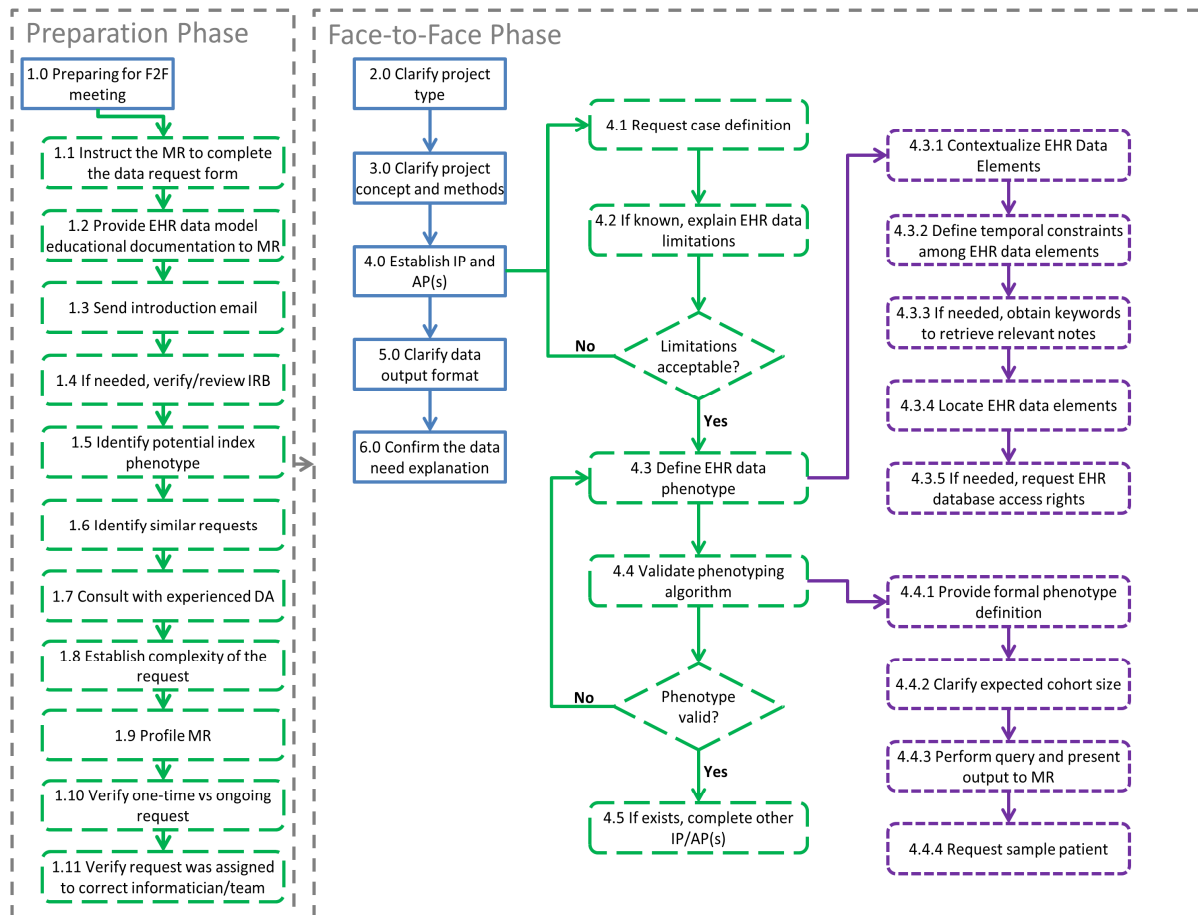 Preparation Phase
1.0 Preparing for F2F
meeting
1.1 Instruct the MR to complete
the data request form
1.2 Provide EHR data model
educational documentation to MR
1.3 Send introduction email
1.4 If needed, verify/review IRB
1.5 Identify potential index
phenotype
1.6 Identify similar requests
1.7 Consult with experienced DA
1.8 Establish complexity of the
request
1.9 Profile MR
1.10 Verify one-time vs ongoing
request
1.11 Verify request was assigned
to correct informatician/team
Face-to-Face Phase
2.0 Clarify project
type
3.0 Clarify project
concept and methods
4.0 Establish IP and
AP(s)
5.0 Clarify data
output format
6.0 Confirm the data
need explanation
4.1 Request case definition
4.2 If known, explain EHR data
limitations
Limitations
acceptable?
No
Yes
4.3 Define EHR data
phenotype
4.4 Validate phenotyping
algorithm
Phenotype
valid?
No
Yes
4.5 If exists, complete other
IP/AP(s)
4.3.1 Contextualize EHR Data
Elements
4.3.2 Define temporal constraints
among EHR data elements
4.3.3 If needed, obtain keywords
to retrieve relevant notes
4.3.4 Locate EHR data elements
4.3.5 If needed, request EHR
database access rights
4.4.1 Provide formal phenotype
definition
4.4.2 Clarify expected cohort size
4.4.3 Perform query and present
output to MR
4.4.4 Request sample patient